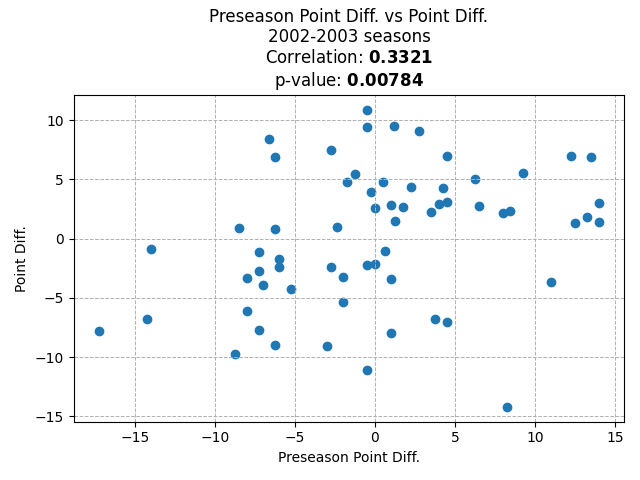 Preseason Point Diff. vs Point Diff.
2002-2003 seasons
Correlation: 0.3321
p-value: 0.00784
10
5
0
−5
−10
−15
Point Diff.
−15 −10 −5 0 5 10 15
Preseason Point Diff.